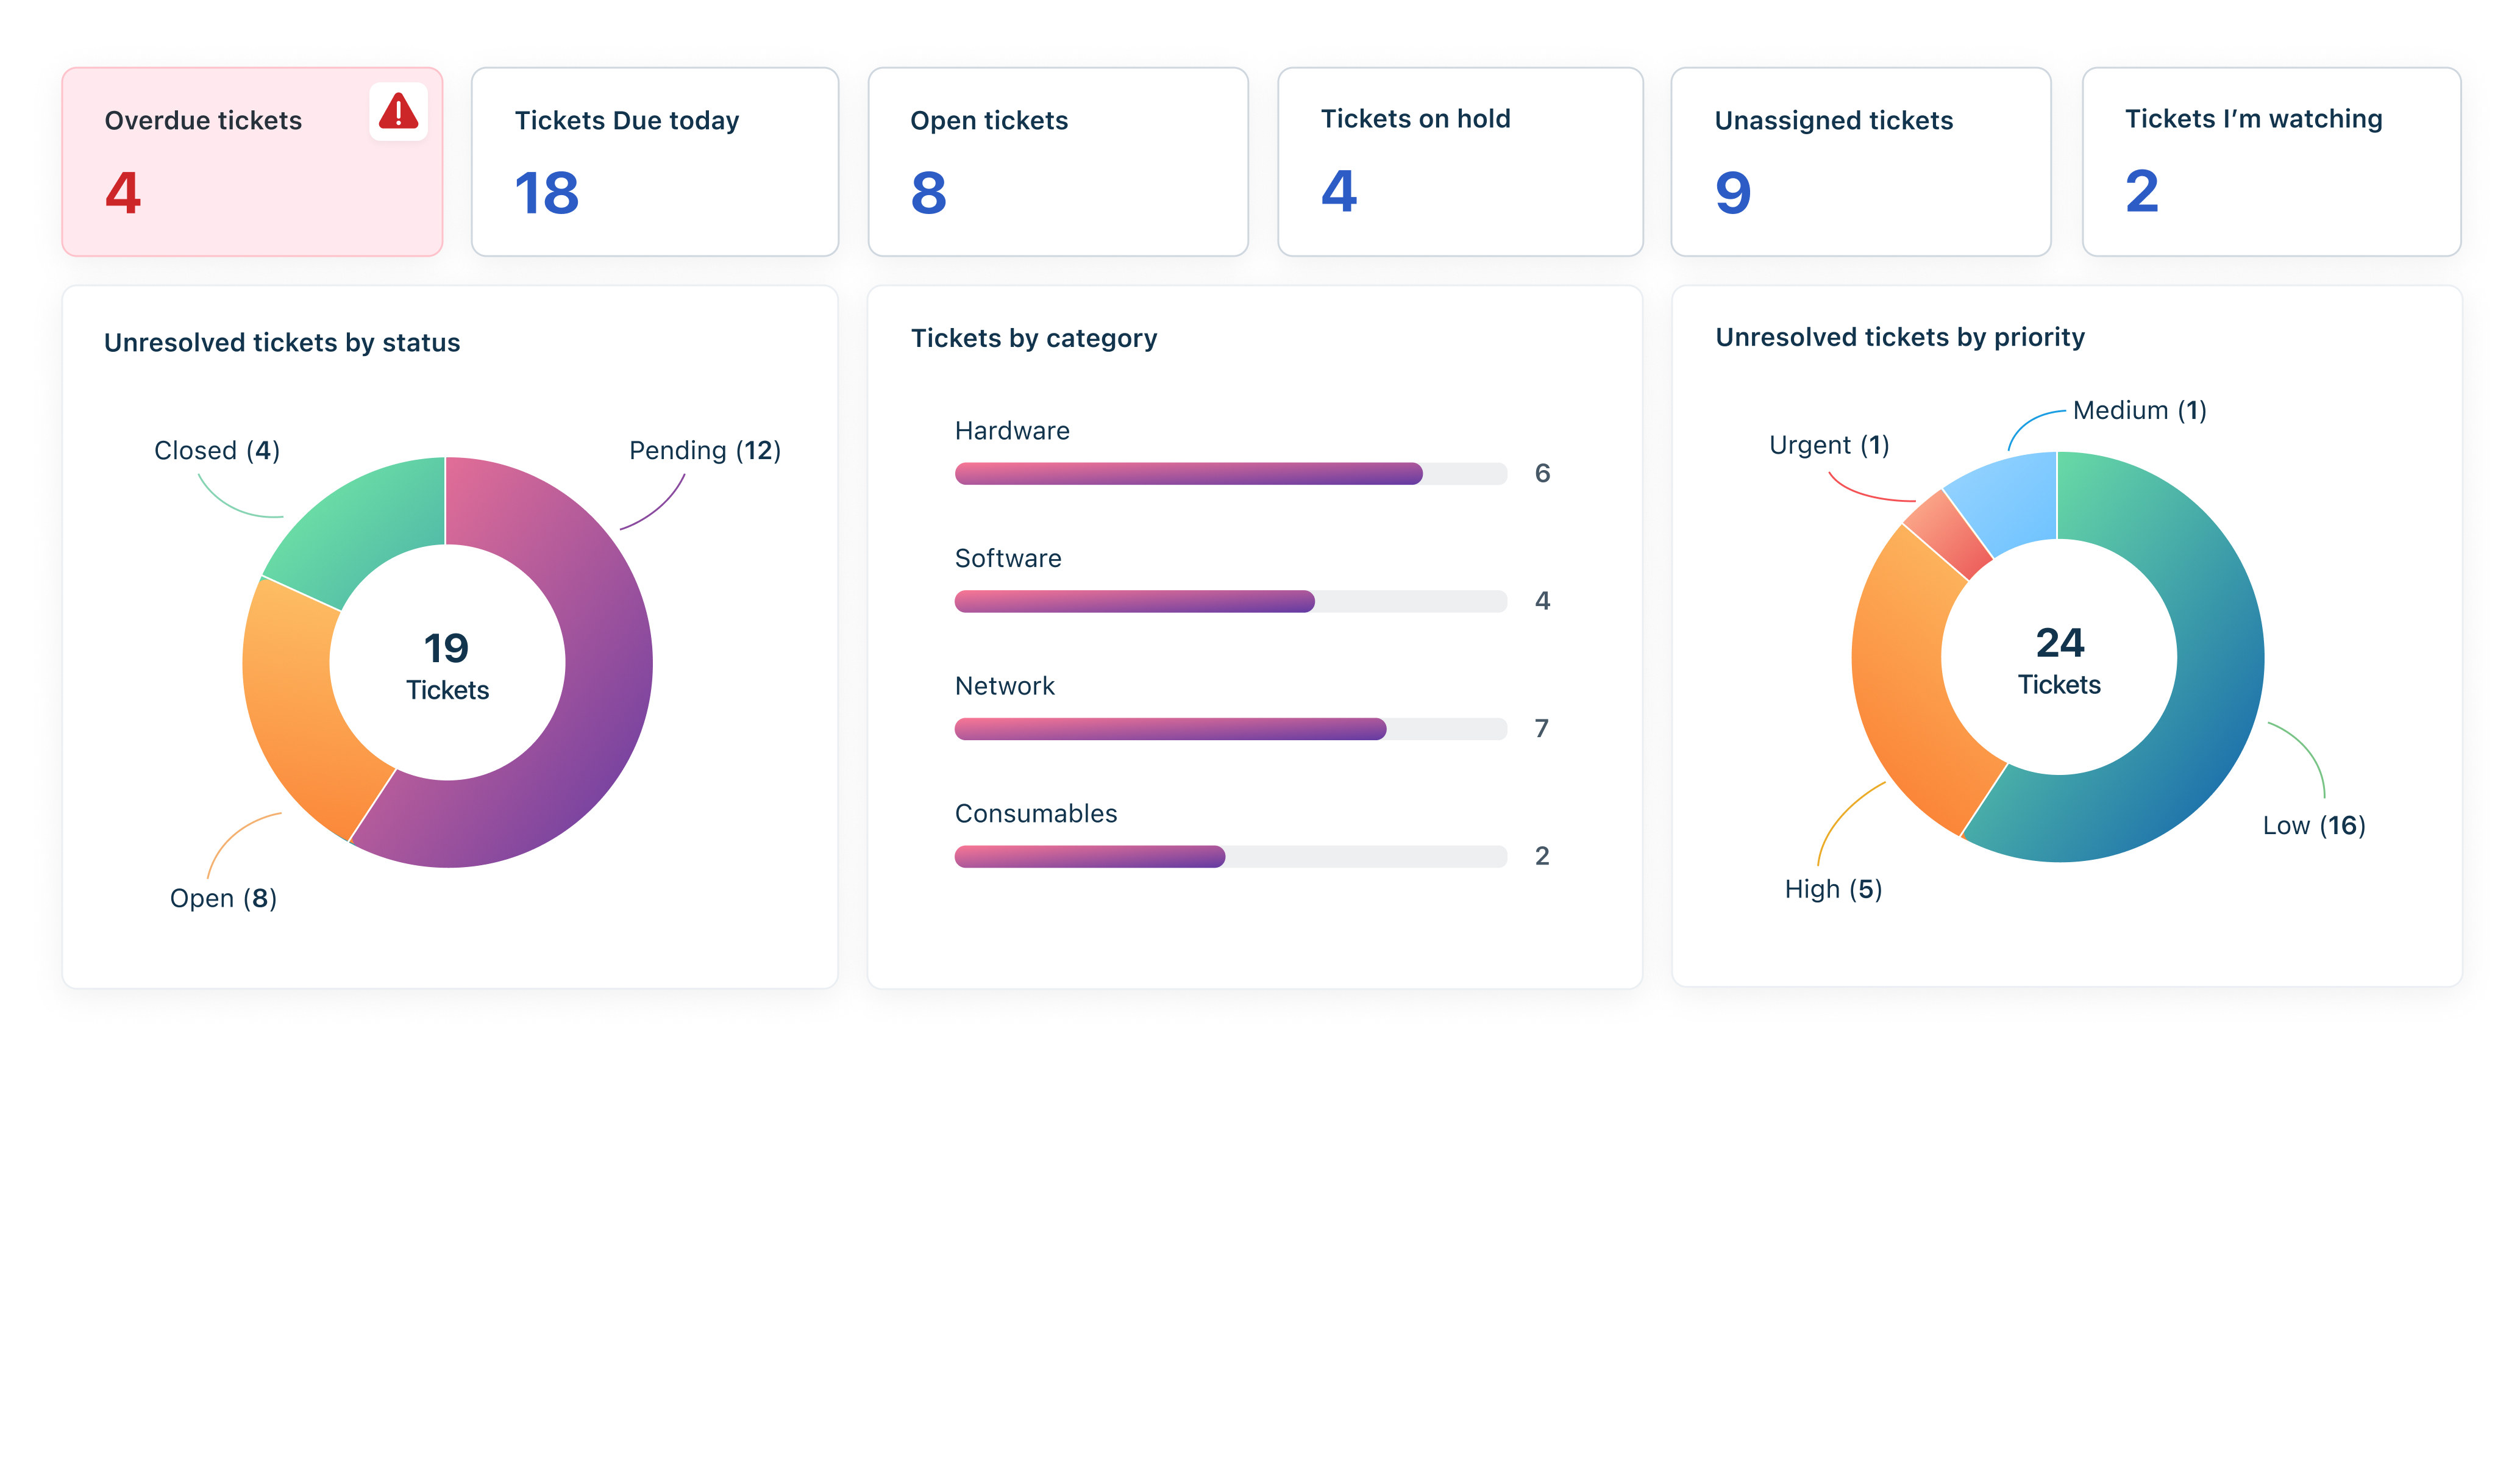 Overdue tickets
4
Tickets Due today
18
Open tickets
8
Tickets on hold
4
Unassigned tickets
9
Tickets I’m watching
2
Unresolved tickets by status
Closed (4)
Pending (12)
19
Tickets
Open (8)
Tickets by category
Hardware
6
Software
4
Network
7
Consumables
2
Unresolved tickets by priority
Medium (1)
Urgent (1)
24
Tickets
Low (16)
High (5)